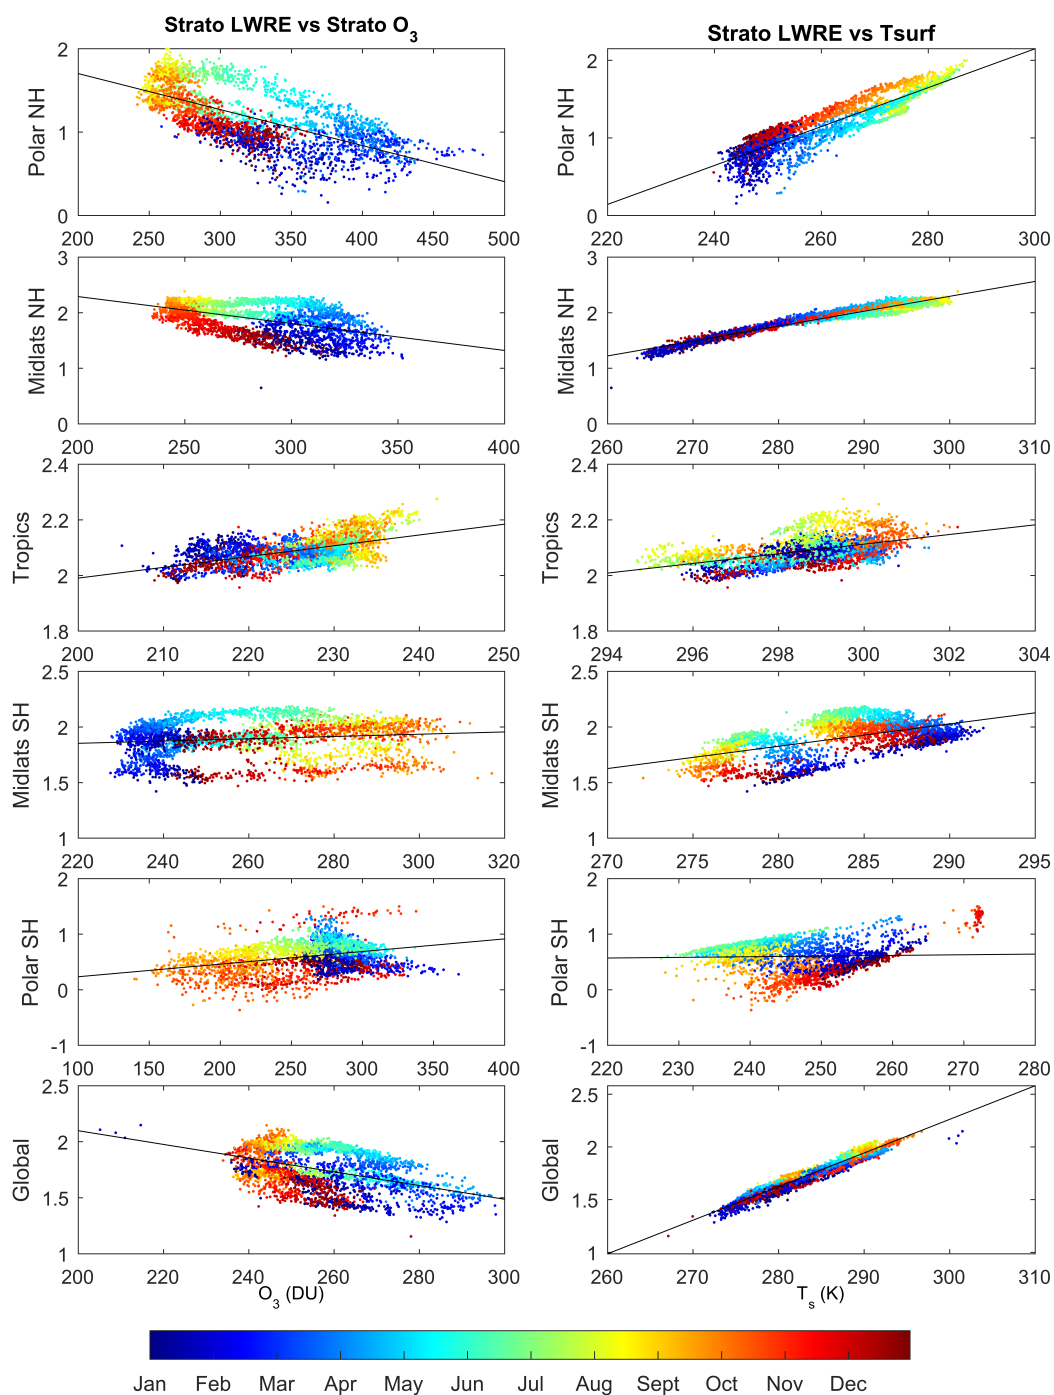 Strato LWRE vs Strato O3
Strato LWRE vs Tsurf
Polar NH
2
1
0
200 250 300 350 400 450 500
Polar NH
2
1
0
220 240 260 280 300
Midlats NH
3
2
1
0
200 250 300 350 400
Midlats NH
3
2
1
0
260 270 280 290 300 310
Tropics
2.4
2.2
2
1.8
200 210 220 230 240 250
Tropics
2.4
2.2
2
1.8
294 296 298 300 302 304
Midlats SH
2.5
2
1.5
1
220 240 260 280 300 320
Midlats SH
2.5
2
1.5
1
270 275 280 285 290 295
Polar SH
2
1
0
-1
100 150 200 250 300 350 400
Polar SH
2
1
0
-1
220 230 240 250 260 270 280
Global
2.5
2
1.5
1
200 220 240 260 280 300
O3 (DU)
Global
2.5
2
1.5
1
260 270 280 290 300 310
Ts (K)
Jan Feb Mar Apr May Jun Jul Aug Sept Oct Nov Dec